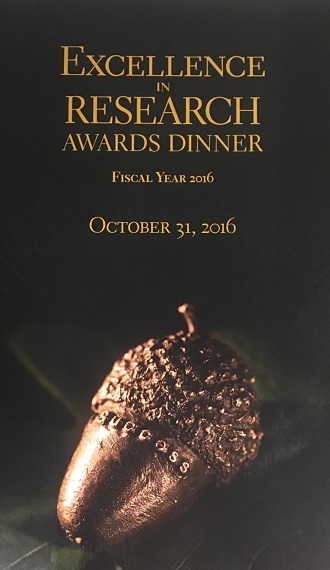 EXCELLENCE
IN
RESEARCH
AWARDS DINNER
FISCAL YEAR 2016
OCTOBER 31, 2016